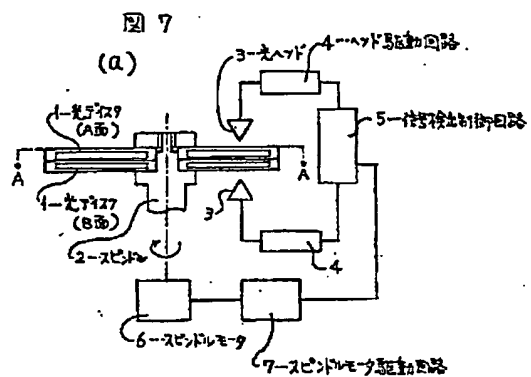 図 7
(a)
3…光ヘッド
4…ヘッド駆動回路
1…光ディスク
(A面)
5…信号検出制御回路
A
A
1…光ディスク
(B面)
3
2…スピンドル
4
6…スピンドルモータ
7…スピンドルモータ駆動回路